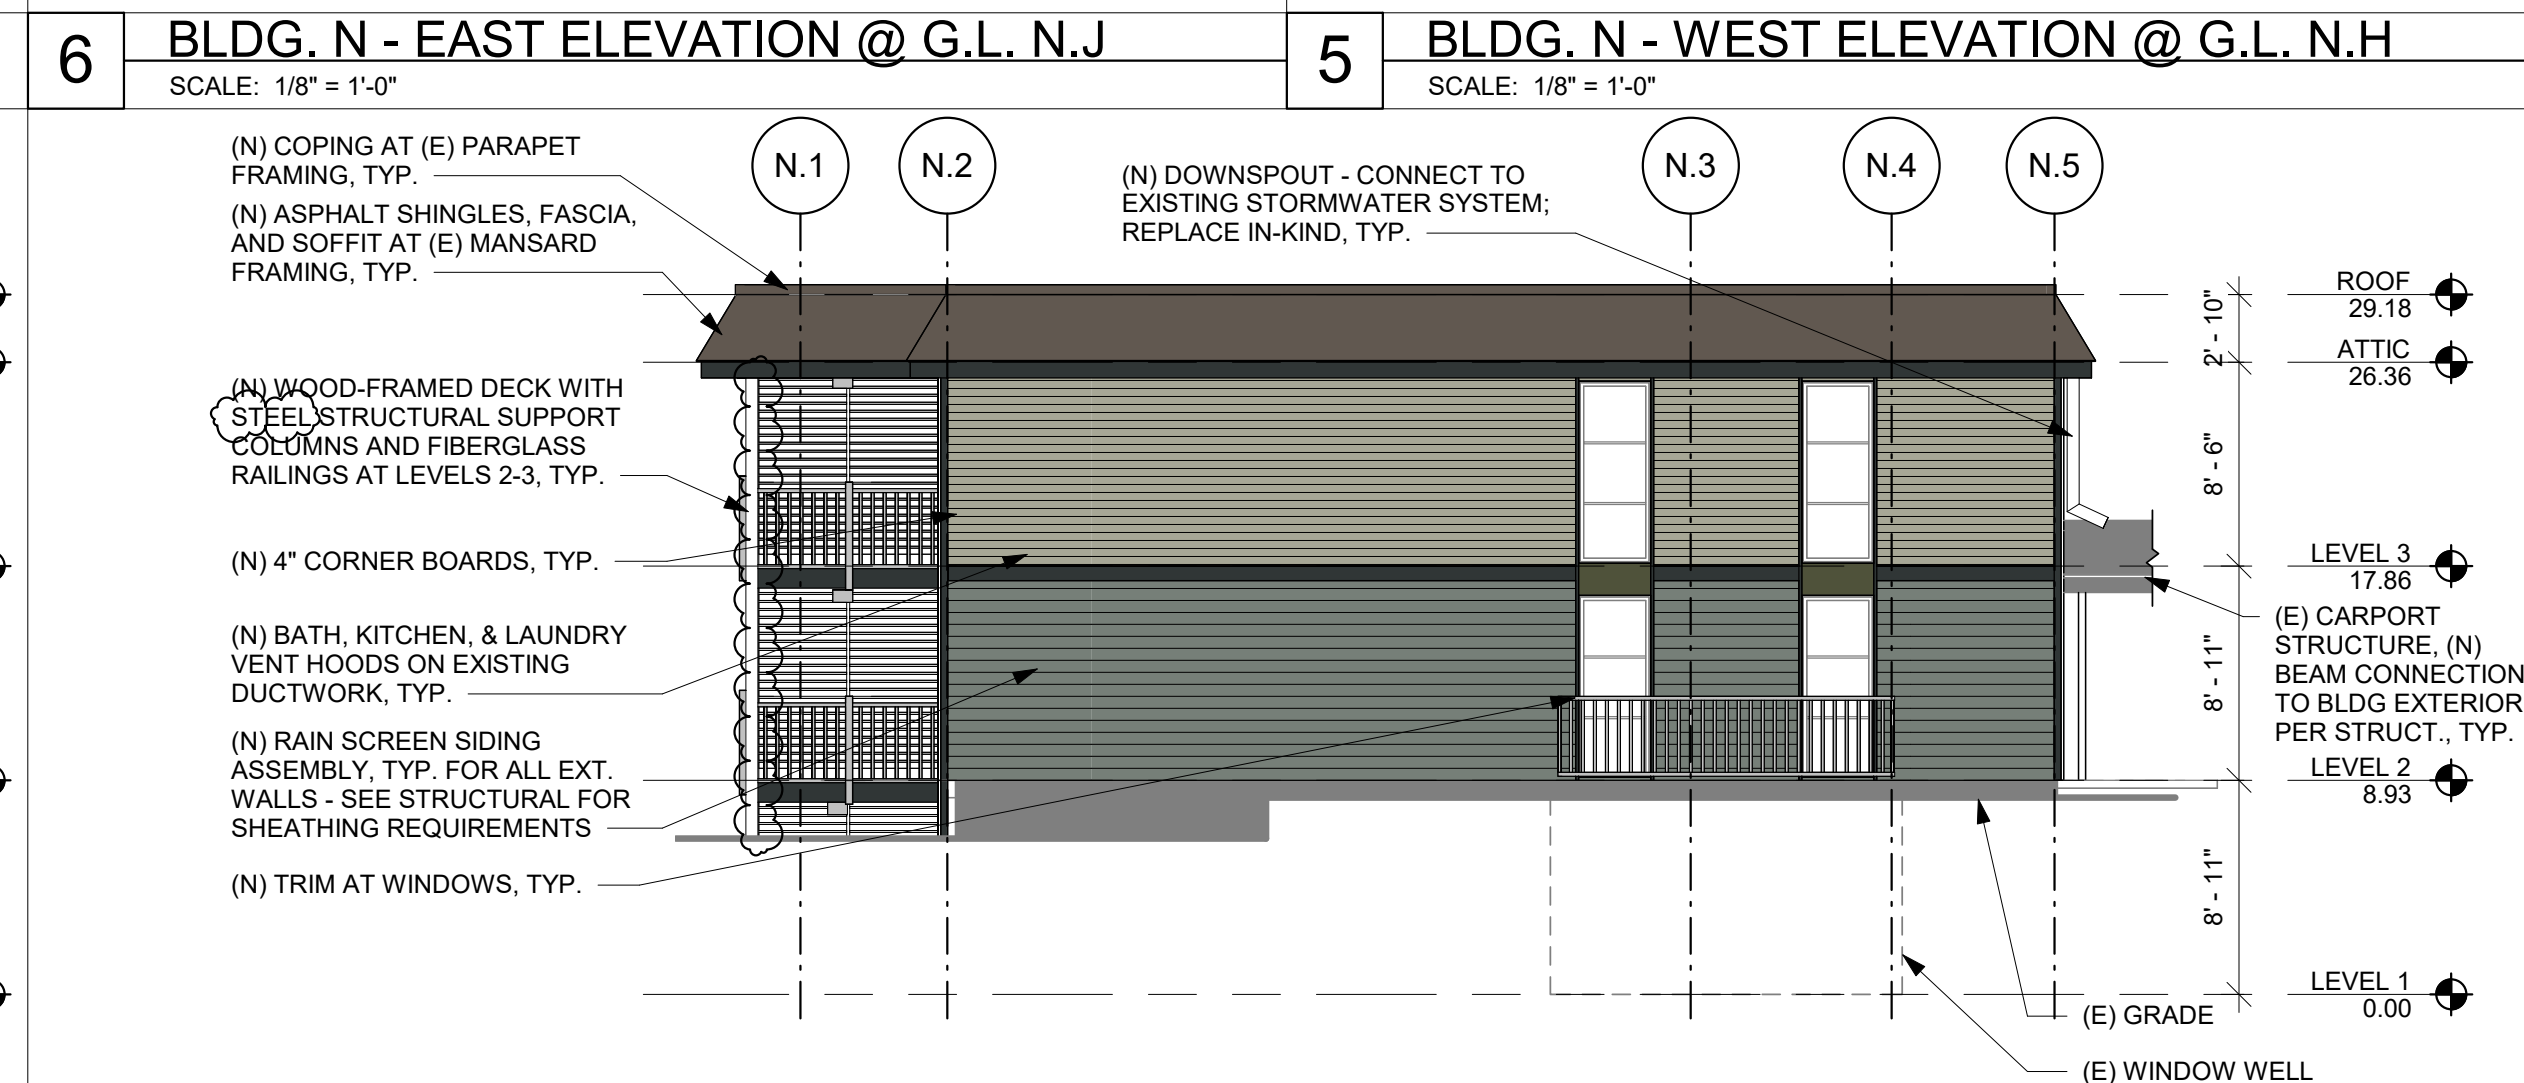 6
BLDG. N - EAST ELEVATION @ G.L. N.J
SCALE: 1/8" = 1'-0"
5
BLDG. N - WEST ELEVATION @ G.L. N.H
SCALE: 1/8" = 1'-0"
(N) COPING AT (E) PARAPET
FRAMING, TYP.
(N) ASPHALT SHINGLES, FASCIA,
AND SOFFIT AT (E) MANSARD
FRAMING, TYP.
(N) WOOD-FRAMED DECK WITH
STEEL STRUCTURAL SUPPORT
COLUMNS AND FIBERGLASS
RAILINGS AT LEVELS 2-3, TYP.
(N) 4" CORNER BOARDS, TYP.
(N) BATH, KITCHEN, & LAUNDRY
VENT HOODS ON EXISTING
DUCTWORK, TYP.
(N) RAIN SCREEN SIDING
ASSEMBLY, TYP. FOR ALL EXT.
WALLS - SEE STRUCTURAL FOR
SHEATHING REQUIREMENTS
(N) TRIM AT WINDOWS, TYP.
N.1
N.2
(N) DOWNSPOUT - CONNECT TO
EXISTING STORMWATER SYSTEM;
REPLACE IN-KIND, TYP.
N.3
N.4
N.5
2' - 10"
8' - 6"
8' - 11"
8' - 11"
ROOF
29.18
ATTIC
26.36
LEVEL 3
17.86
(E) CARPORT
STRUCTURE, (N)
BEAM CONNECTION
TO BLDG EXTERIOR
PER STRUCT., TYP.
LEVEL 2
8.93
LEVEL 1
0.00
(E) GRADE
(E) WINDOW WELL